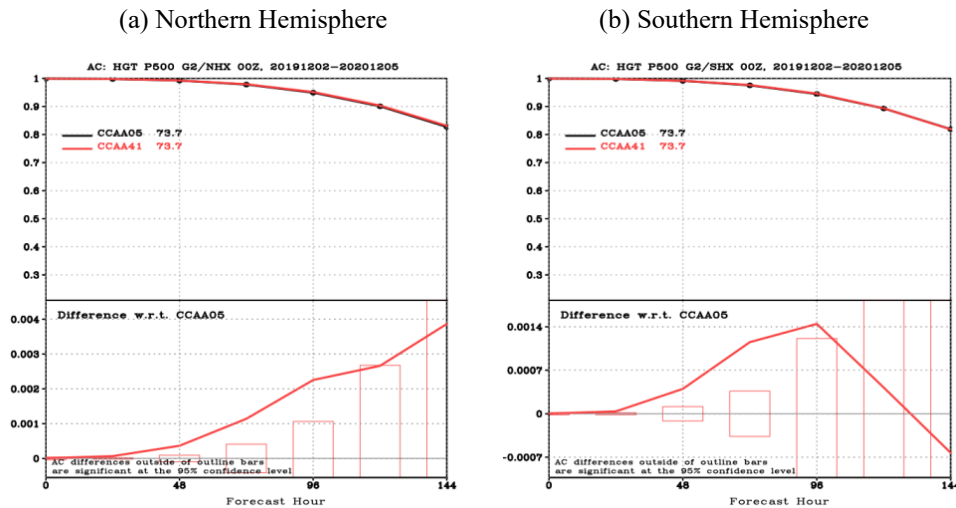 (a) Northern Hemisphere
AC: HGT P500 G2/NHX 00Z, 20191202-20201205
1
0.9
0.8
0.7
0.6
0.5
0.4
0.3
CCAA05 73.7
CCAA41 73.7
Difference w.r.t. CCAA05
0.004
0.003
0.002
0.001
0
AC differences outside of outline bars
are significant at the 95% confidence level
0 48 96 144
Forecast Hour
(b) Southern Hemisphere
AC: HGT P500 G2/SHX 00Z, 20191202-20201205
1
0.9
0.8
0.7
0.6
0.5
0.4
0.3
CCAA05 73.7
CCAA41 73.7
Difference w.r.t. CCAA05
0.0014
0.0007
0
-0.0007
AC differences outside of outline bars
are significant at the 95% confidence level
0 48 96 144
Forecast Hour